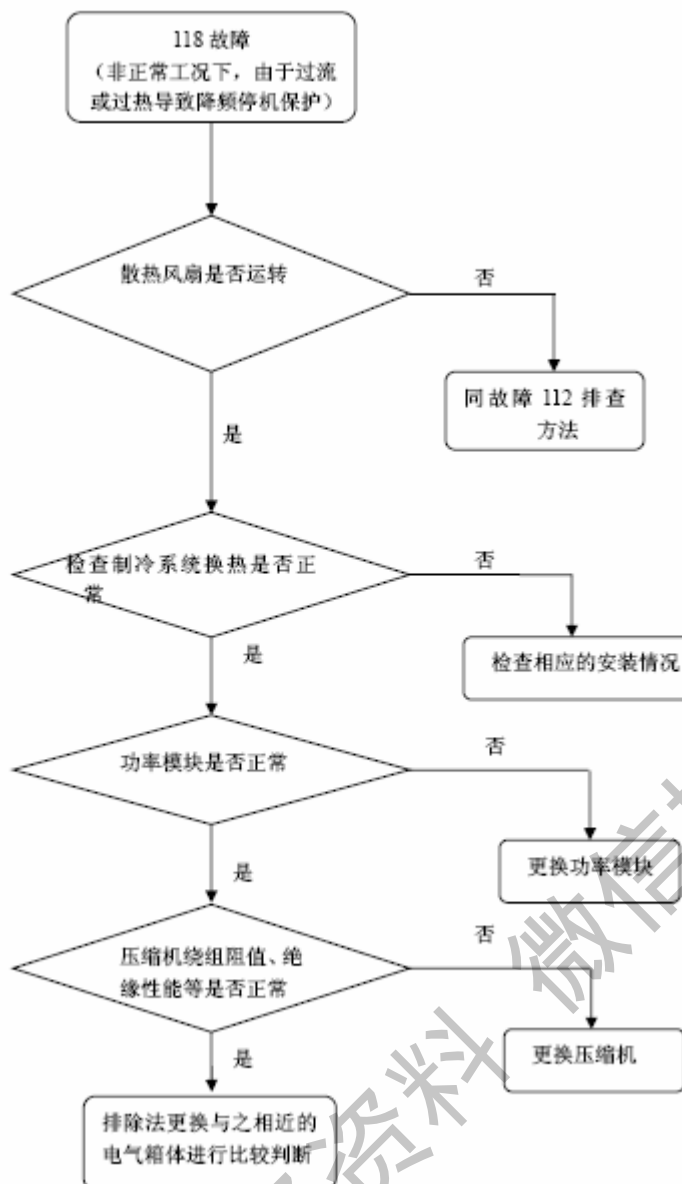 118 故障
（非正常工况下，由于过流
或过热导致降频停机保护）
散热风扇是否运转
否
同故障 112 排查
方法
是
检查制冷系统换热是否正
常
否
检查相应的安装情况
是
功率模块是否正常
否
更换功率模块
是
压缩机绕组阻值、绝
缘性能等是否正常
否
更换压缩机
是
排除法更换与之相近的
电气箱体进行比较判断
资料 微信